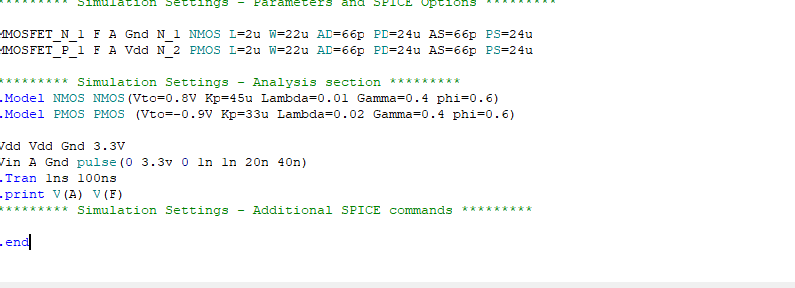 ********* Simulation Settings - Parameters and SPICE Options *********
MMOSFET_N_1 F A Gnd N_1 NMOS L=2u W=22u AD=66p PD=24u AS=66p PS=24u
MMOSFET_P_1 F A Vdd N_2 PMOS L=2u W=22u AD=66p PD=24u AS=66p PS=24u
********* Simulation Settings - Analysis section *********
.Model NMOS NMOS(Vto=0.8V Kp=45u Lambda=0.01 Gamma=0.4 phi=0.6)
.Model PMOS PMOS (Vto=-0.9V Kp=33u Lambda=0.02 Gamma=0.4 phi=0.6)
Vdd Vdd Gnd 3.3V
Vin A Gnd pulse(0 3.3v 0 1n 1n 20n 40n)
.Tran 1ns 100ns
.print V(A) V(F)
********* Simulation Settings - Additional SPICE commands *********
.end